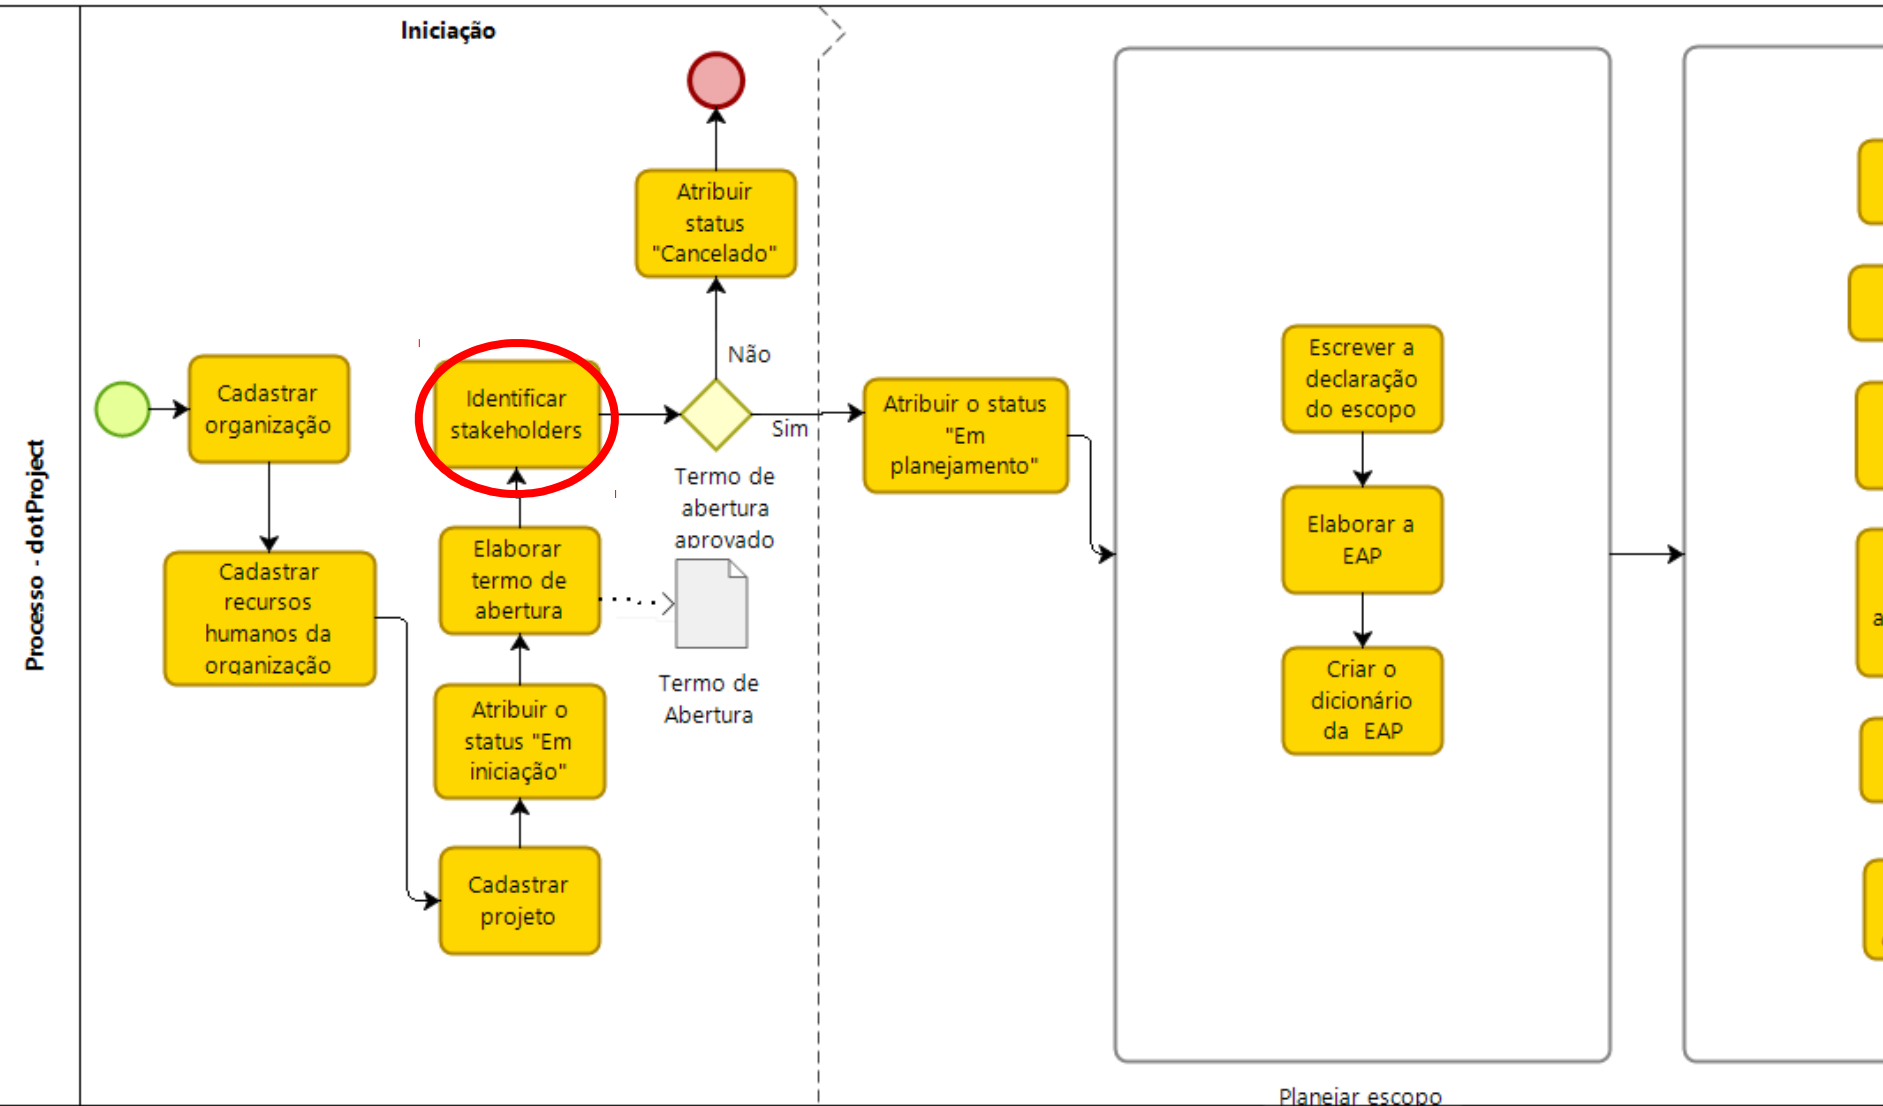 Processo - dotProject
Iniciação
Cadastrar
organização
Cadastrar
recursos
humanos da
organização
Cadastrar
projeto
Atribuir o
status "Em
iniciação"
Elaborar
termo de
abertura
Termo de
Abertura
Identificar
stakeholders
Termo de
abertura
aprovado
Não
Atribuir
status
"Cancelado"
Sim
Atribuir o status
"Em
planejamento"
Escrever a
declaração
do escopo
Elaborar a
EAP
Criar o
dicionário
da EAP
Planejar escopo
a